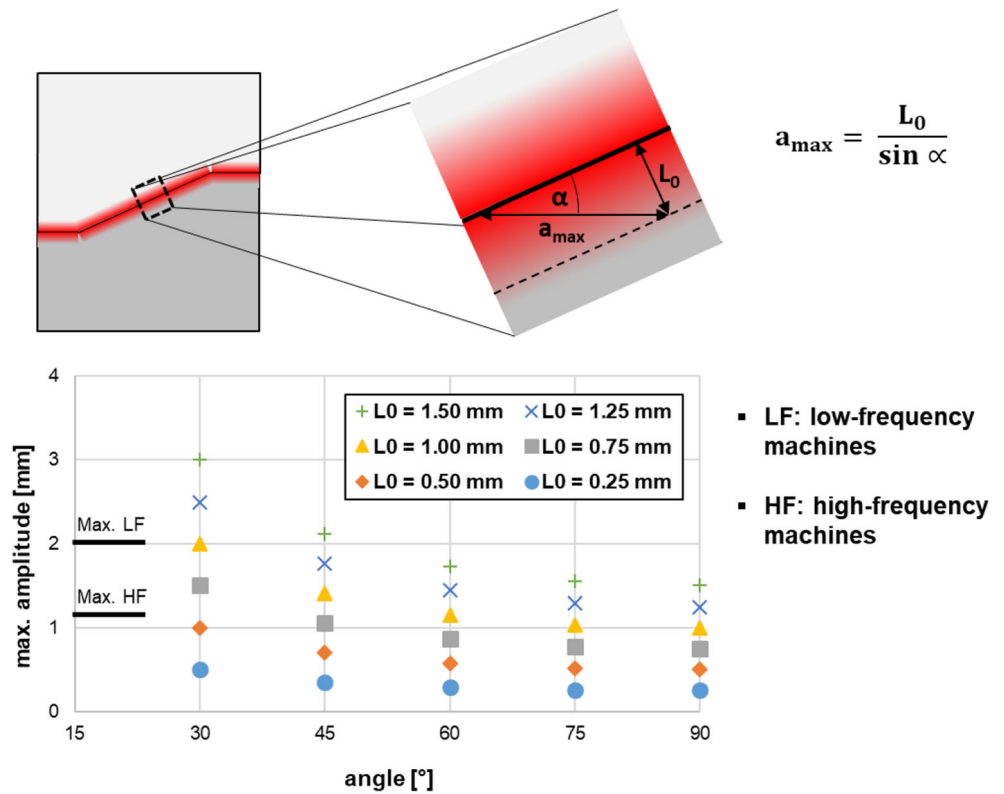 a_max = L₀ / sin ∝
L₀
α
a_max
4
3
2
1
0
max. amplitude [mm]
Max. LF
Max. HF
L0 = 1.50 mm
L0 = 1.25 mm
L0 = 1.00 mm
L0 = 0.75 mm
L0 = 0.50 mm
L0 = 0.25 mm
15 30 45 60 75 90
angle [°]
▪ LF: low-frequency
machines
▪ HF: high-frequency
machines